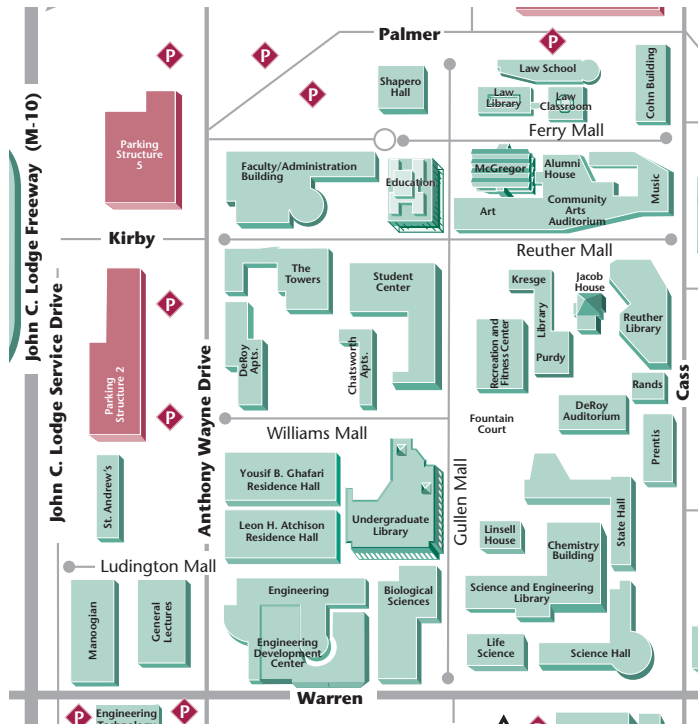 Palmer
P
P
P
P
Law School
Shapero
Hall
Law
Library
Law
Classroom
Cohn Building
Ferry Mall
Parking
Structure
5
Faculty/Administration
Building
Education
McGregor
Alumni
House
Music
Art
Community
Arts
Auditorium
Kirby
Reuther Mall
John C. Lodge Freeway (M-10)
John C. Lodge Service Drive
Anthony Wayne Drive
Cass
Gullen Mall
The
Towers
Student
Center
Kresge
Library
Purdy
Jacob
House
Reuther
Library
P
Parking
Structure 2
DeRoy
Apts.
Chatsworth
Apts.
Recreation and
Fitness Center
Rands
P
DeRoy
Auditorium
Fountain
Court
Prentis
Williams Mall
St. Andrew's
Yousif B. Ghafari
Residence Hall
Leon H. Atchison
Residence Hall
Undergraduate
Library
Linsell
House
Chemistry
Building
State Hall
Ludington Mall
Manoogian
General
Lectures
Engineering
Engineering
Development
Center
Biological
Sciences
Science and Engineering
Library
Life
Science
Science Hall
Warren
P
P
Engineering
Technology